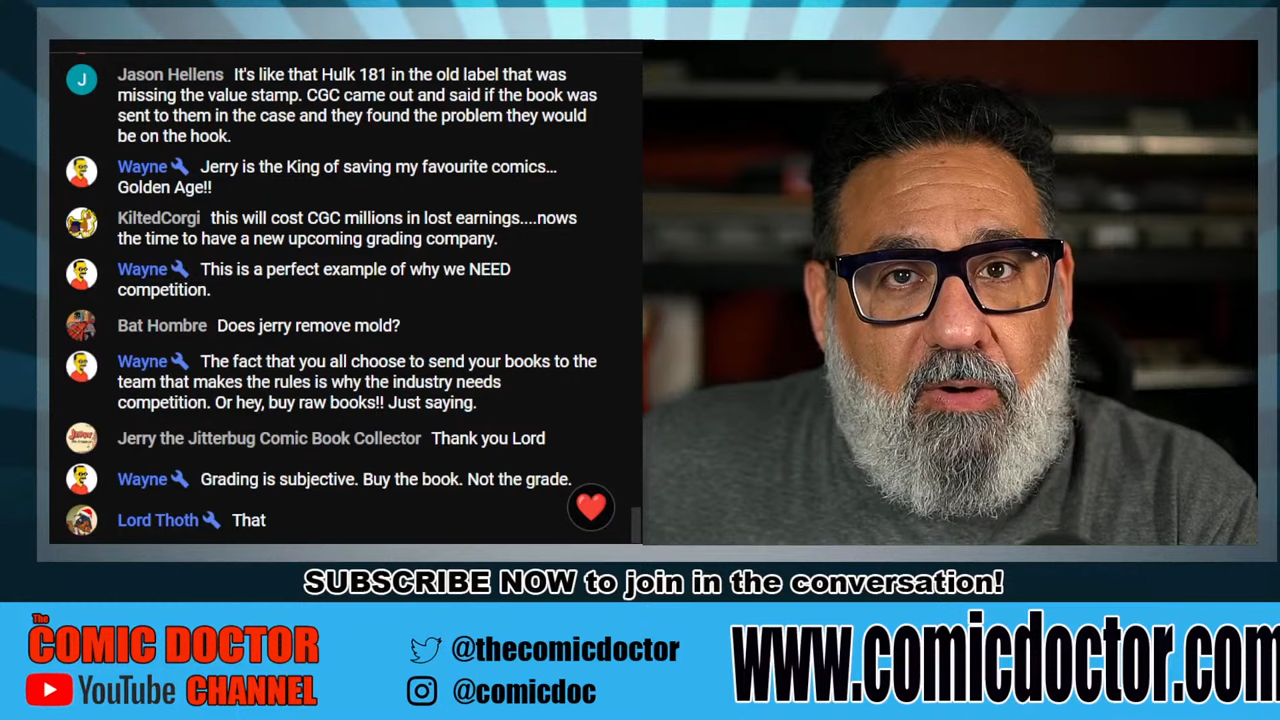 J
Jason Hellens It's like that Hulk 181 in the old label that was
missing the value stamp. CGC came out and said if the book was
sent to them in the case and they found the problem they would
be on the hook.
Wayne Jerry is the King of saving my favourite comics...
Golden Age!!
KiltedCorgi this will cost CGC millions in lost earnings....nows
the time to have a new upcoming grading company.
Wayne This is a perfect example of why we NEED
competition.
Bat Hombre Does jerry remove mold?
Wayne The fact that you all choose to send your books to the
team that makes the rules is why the industry needs
competition. Or hey, buy raw books!! Just saying.
Jerry the Jitterbug Comic Book Collector Thank you Lord
Wayne Grading is subjective. Buy the book. Not the grade.
Lord Thoth That
SUBSCRIBE NOW to join in the conversation!
The
COMIC DOCTOR
YouTube CHANNEL
@thecomicdoctor
@comicdoc
www.comicdoctor.com